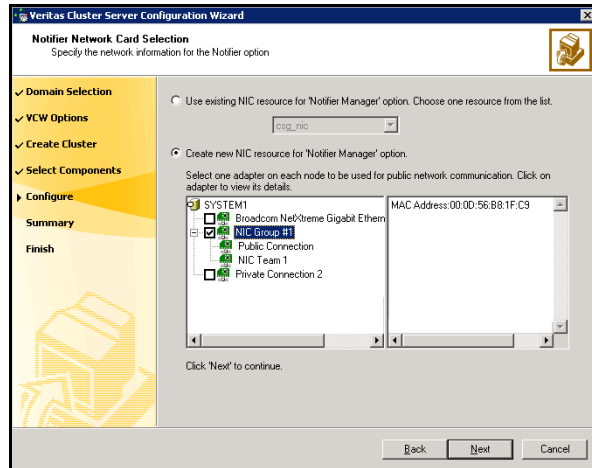 Veritas Cluster Server Configuration Wizard
Notifier Network Card Selection
Specify the network information for the Notifier option
Domain Selection
VCW Options
Create Cluster
Select Components
Configure
Summary
Finish
Use existing NIC resource for 'Notifier Manager' option. Choose one resource from the list.
csg_nic
Create new NIC resource for 'Notifier Manager' option.
Select one adapter on each node to be used for public network communication. Click on
adapter to view its details.
SYSTEM1
Broadcom NetXtreme Gigabit Ethern
NIC Group #1
Public Connection
NIC Team 1
Private Connection 2
MAC Address:00:0D:56:B8:1F:C9
Click 'Next' to continue.
Back Next Cancel